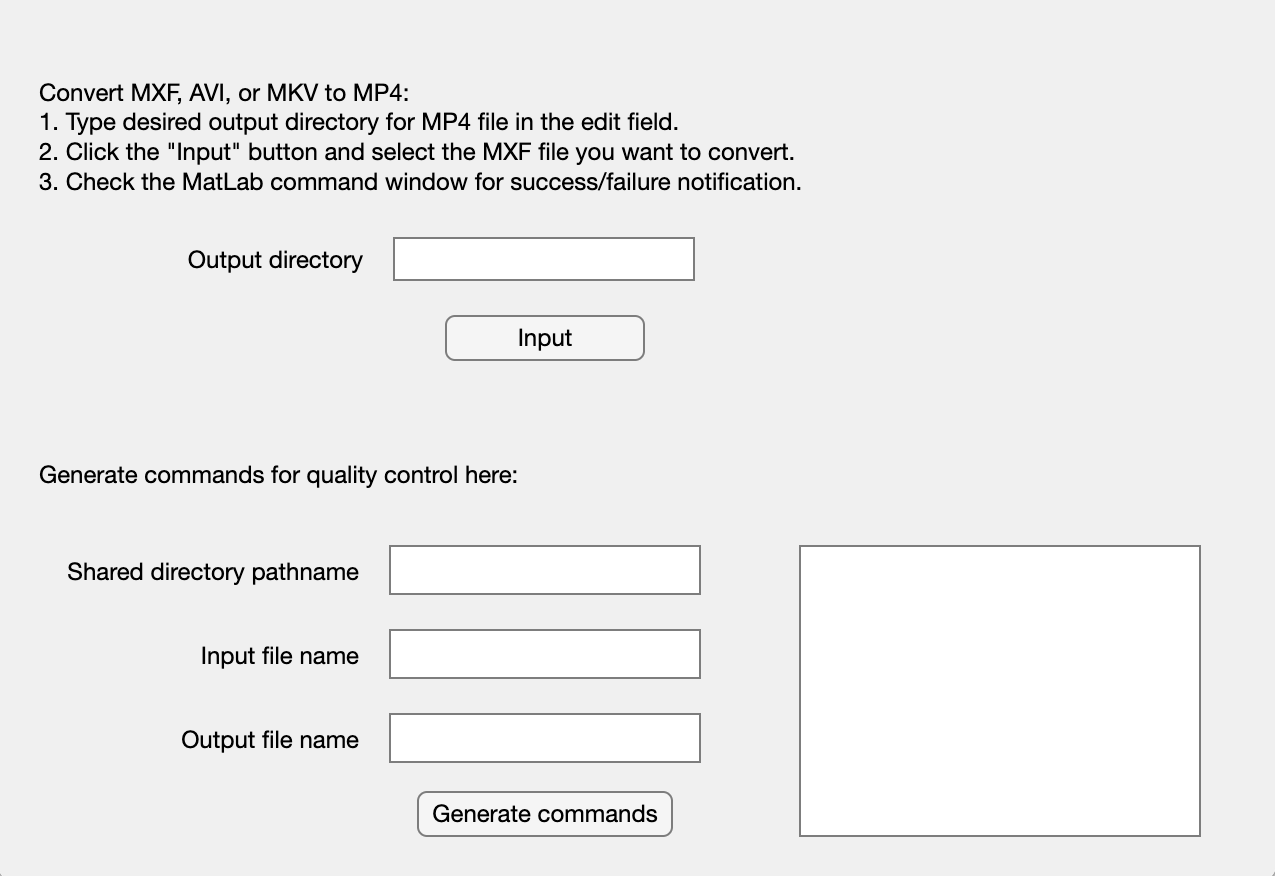 Convert MXF, AVI, or MKV to MP4:
1. Type desired output directory for MP4 file in the edit field.
2. Click the "Input" button and select the MXF file you want to convert.
3. Check the MatLab command window for success/failure notification.
Output directory
Input
Generate commands for quality control here:
Shared directory pathname
Input file name
Output file name
Generate commands